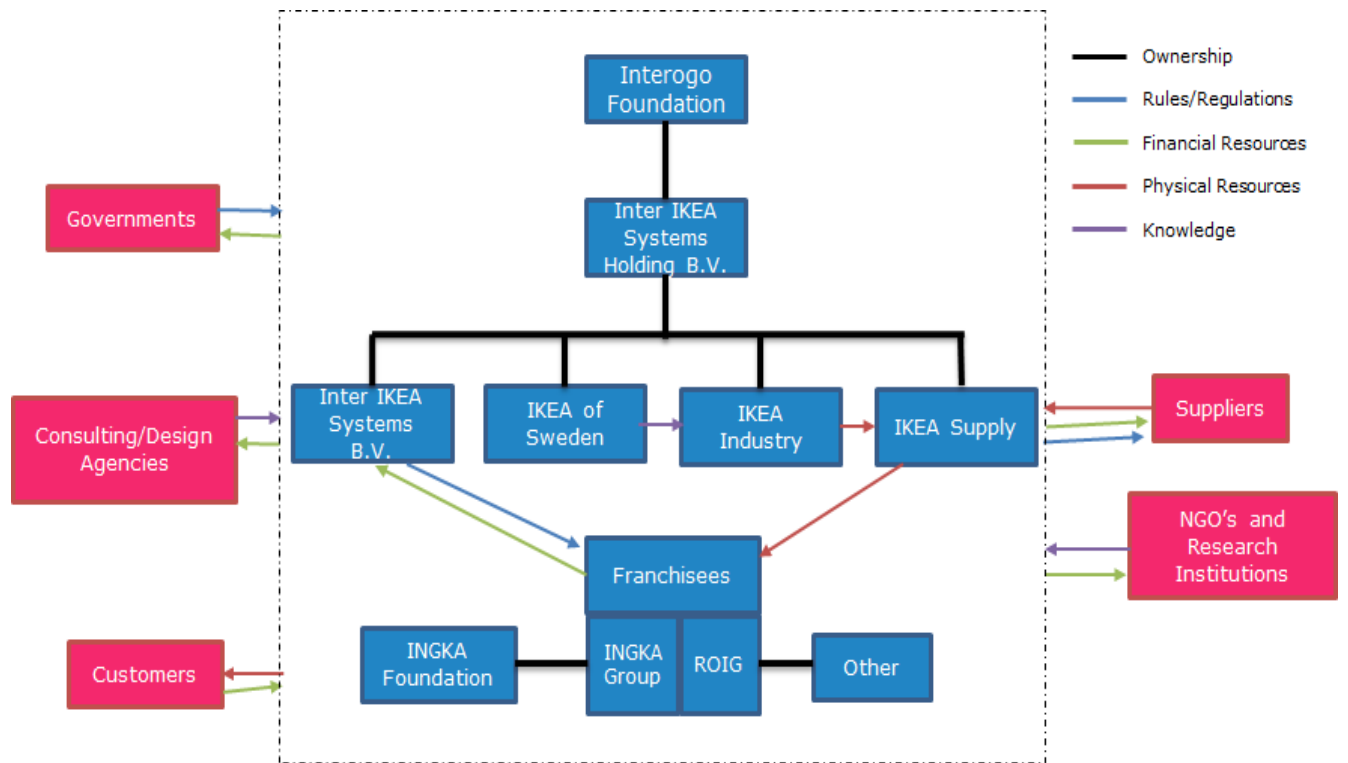 Interogo
Foundation
Ownership
Rules/Regulations
Financial Resources
Physical Resources
Knowledge
Governments
Inter IKEA
Systems
Holding B.V.
Inter IKEA
Systems
B.V.
IKEA of
Sweden
IKEA
Industry
IKEA Supply
Suppliers
Consulting/Design
Agencies
NGO's and
Research
Institutions
Franchisees
INGKA
Foundation
INGKA
Group
ROIG
Other
Customers